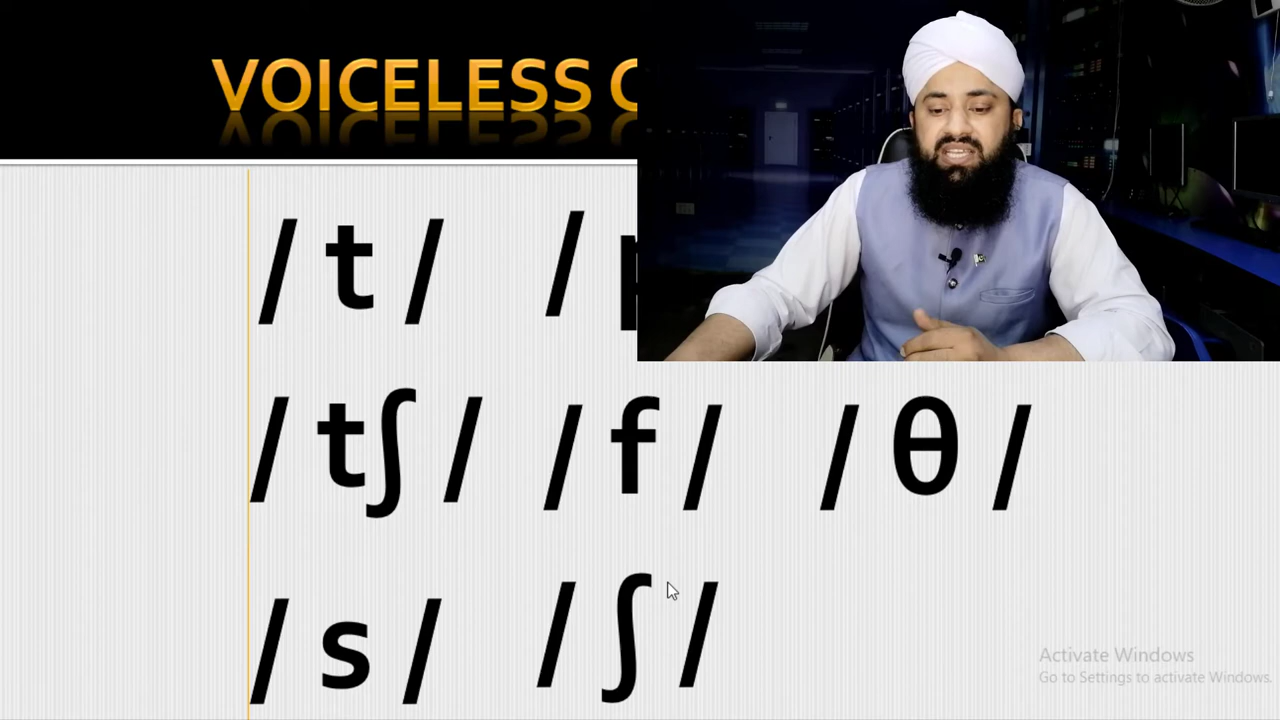 VOICELESS
/ t / /
/ tʃ / / f / / θ /
/ s / / ʃ /
Activate Windows
Go to Settings to activate Windows.